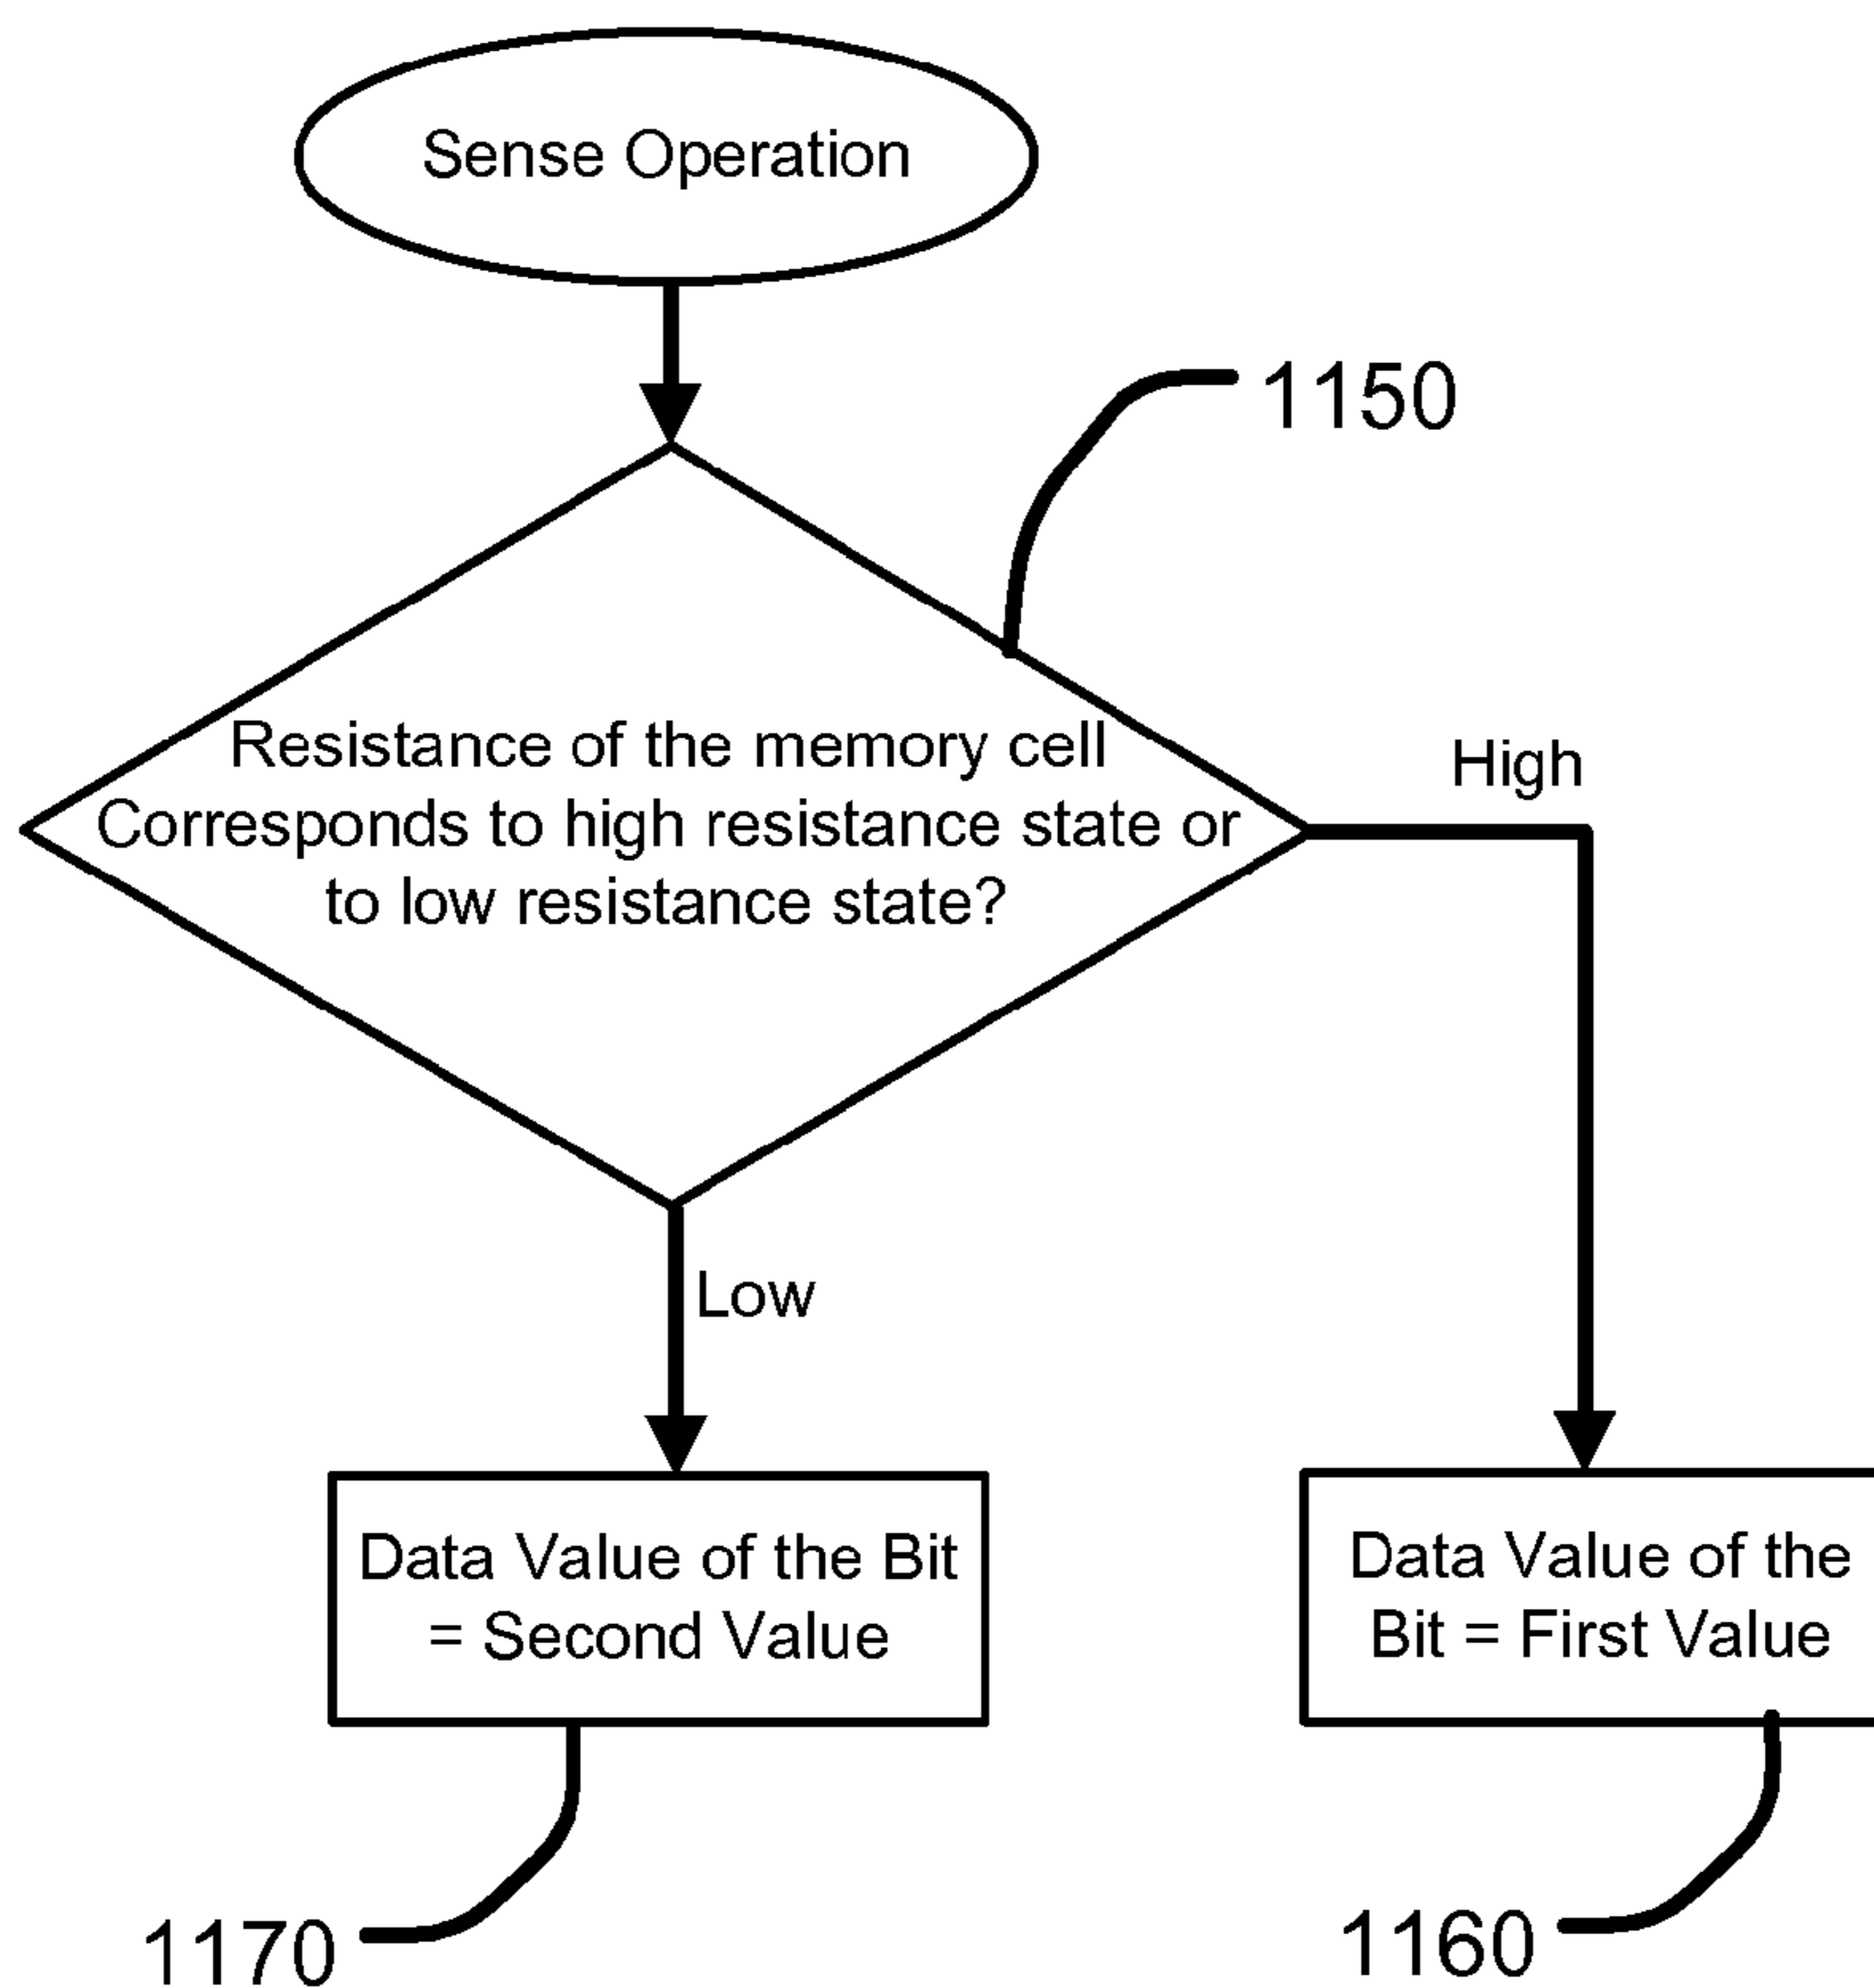 Sense Operation
1150
Resistance of the memory cell
Corresponds to high resistance state or
to low resistance state?
High
Low
Data Value of the Bit
= Second Value
Data Value of the
Bit = First Value
1170
1160